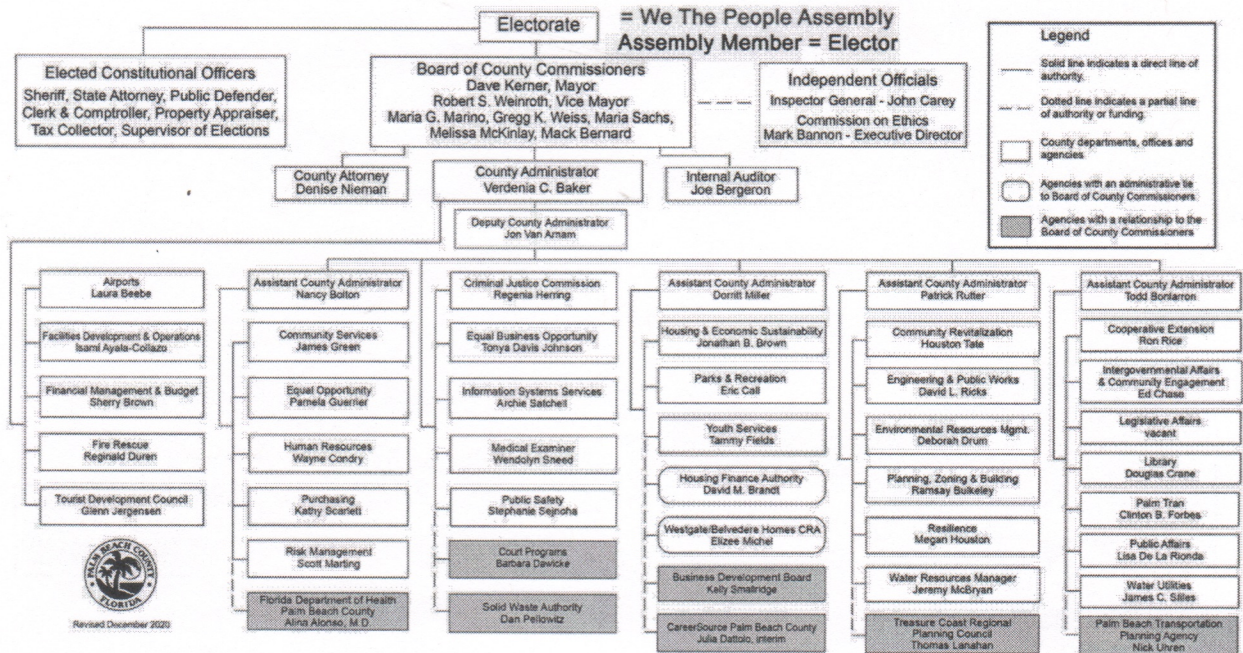 Electorate
= We The People Assembly
Assembly Member = Elector
Elected Constitutional Officers
Sheriff, State Attorney, Public Defender,
Clerk & Comptroller, Property Appraiser,
Tax Collector, Supervisor of Elections
Board of County Commissioners
Dave Kerner, Mayor
Robert S. Weinroth, Vice Mayor
Maria G. Marino, Gregg K. Weiss, Maria Sachs,
Melissa McKinlay, Mack Bernard
Independent Officials
Inspector General - John Carey
Commission on Ethics
Mark Bannon - Executive Director
Legend
Solid line indicates a direct line of
authority.
Dotted line indicates a partial line
of authority or funding.
County departments, offices and
agencies
Agencies with an administrative tie
to Board of County Commissioners
Agencies with a relationship to the
Board of County Commissioners
County Attorney
Denise Nieman
County Administrator
Verdenia C. Baker
Internal Auditor
Joe Bergeron
Deputy County Administrator
Jon Van Arnam
Airports
Laura Beebe
Facilities Development & Operations
Isami Ayala-Collazo
Financial Management & Budget
Sherry Brown
Fire Rescue
Reginald Duren
Tourist Development Council
Glenn Jergensen
Assistant County Administrator
Nancy Bolton
Community Services
James Green
Equal Opportunity
Pamela Guerrier
Human Resources
Wayne Condry
Purchasing
Kathy Scarlett
Risk Management
Scott Marting
Florida Department of Health
Palm Beach County
Alina Alonso, M.D.
Criminal Justice Commission
Regenia Herring
Equal Business Opportunity
Tonya Davis Johnson
Information Systems Services
Archie Satchell
Medical Examiner
Wendolyn Sneed
Public Safety
Stephanie Sejnoha
Court Programs
Barbara Dawicke
Solid Waste Authority
Dan Pellowitz
Assistant County Administrator
Dorritt Miller
Housing & Economic Sustainability
Jonathan B. Brown
Parks & Recreation
Eric Call
Youth Services
Tammy Fields
Housing Finance Authority
David M. Brandt
Westgate/Belvedere Homes CRA
Elizee Michel
Business Development Board
Kelly Smallridge
CareerSource Palm Beach County
Julia Dattolo, interim
Assistant County Administrator
Patrick Rutter
Community Revitalization
Houston Tate
Engineering & Public Works
David L. Ricks
Environmental Resources Mgmt.
Deborah Drum
Planning, Zoning & Building
Ramsay Bulkeley
Resilience
Megan Houston
Water Resources Manager
Jeremy McBryan
Treasure Coast Regional
Planning Council
Thomas Lanahan
Assistant County Administrator
Todd Bonlarron
Cooperative Extension
Ron Rice
Intergovernmental Affairs
& Community Engagement
Ed Chase
Legislative Affairs
vacant
Library
Douglas Crane
Palm Tran
Clinton B. Forbes
Public Affairs
Lisa De La Rionda
Water Utilities
James C. Stiles
Palm Beach Transportation
Planning Agency
Nick Uhren
PALM BEACH COUNTY
FLORIDA
Revised December 2020